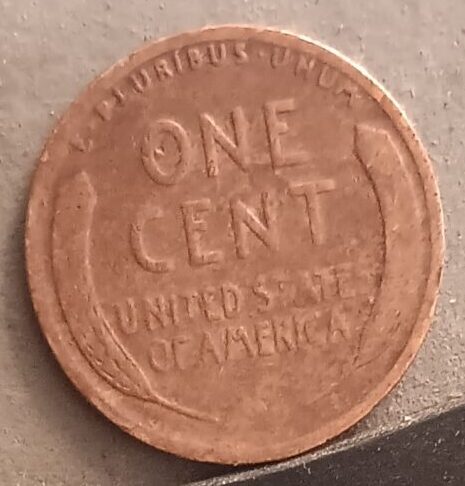 E · PLURIBUS · UNUM
ONE
CENT
UNITED STATES
OF AMERICA